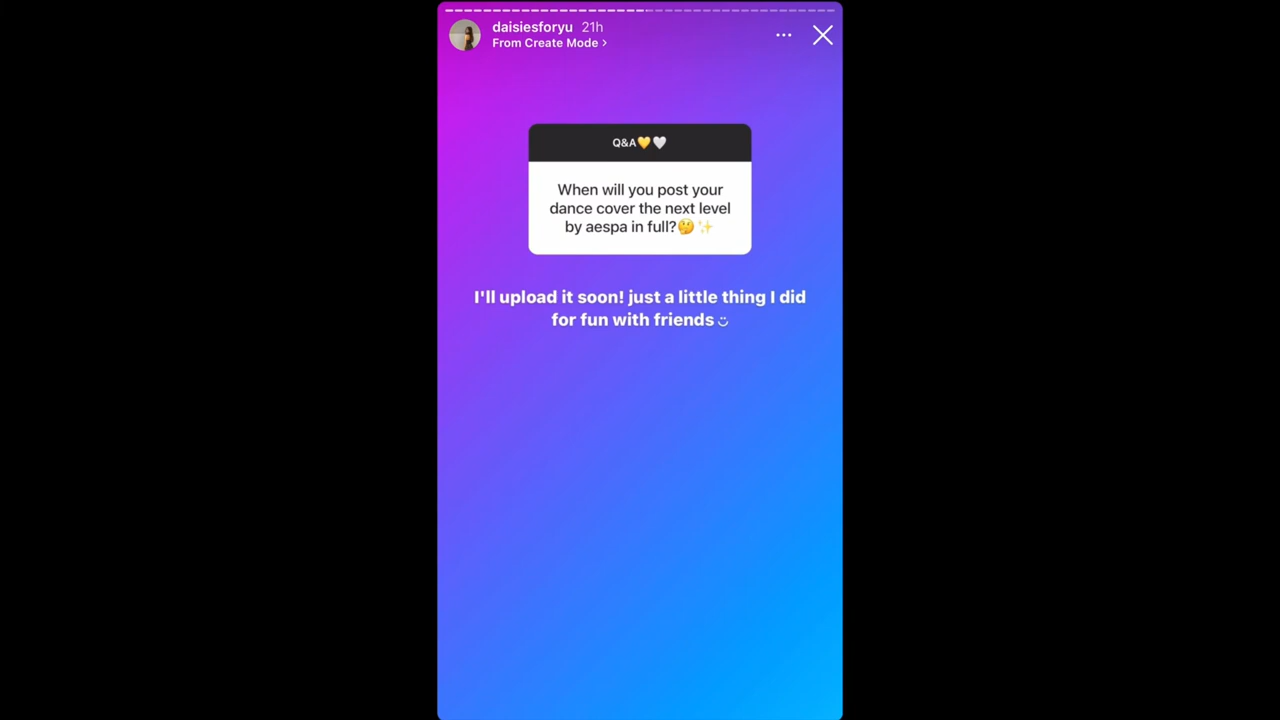 daisiesforyu 21h
From Create Mode >
Q&A💛🤍
When will you post your
dance cover the next level
by aespa in full?🤔✨
I'll upload it soon! just a little thing I did
for fun with friends ü